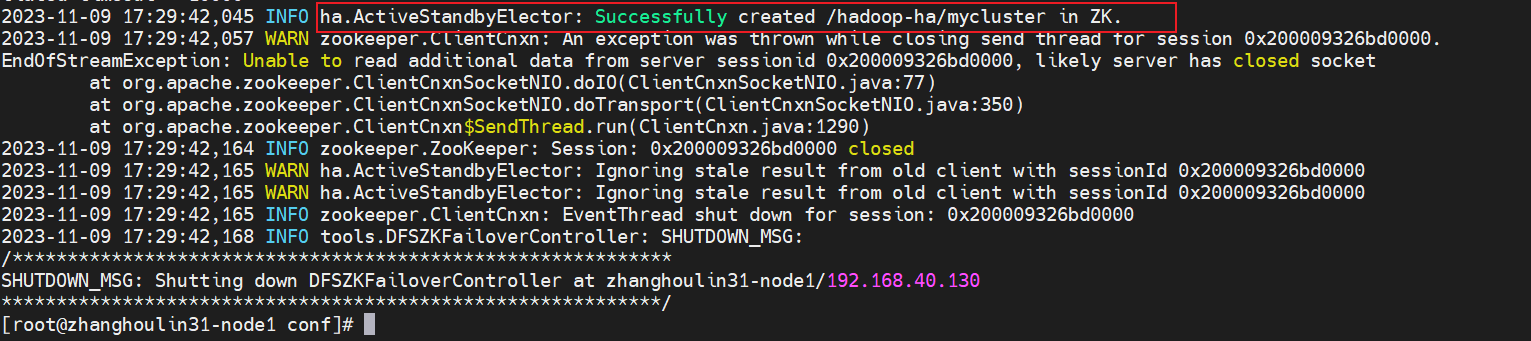 2023-11-09 17:29:42,045 INFO ha.ActiveStandbyElector: Successfully created /hadoop-ha/mycluster in ZK.
2023-11-09 17:29:42,057 WARN zookeeper.ClientCnxn: An exception was thrown while closing send thread for session 0x200009326bd0000.
EndOfStreamException: Unable to read additional data from server sessionid 0x200009326bd0000, likely server has closed socket
        at org.apache.zookeeper.ClientCnxnSocketNIO.doIO(ClientCnxnSocketNIO.java:77)
        at org.apache.zookeeper.ClientCnxnSocketNIO.doTransport(ClientCnxnSocketNIO.java:350)
        at org.apache.zookeeper.ClientCnxn$SendThread.run(ClientCnxn.java:1290)
2023-11-09 17:29:42,164 INFO zookeeper.ZooKeeper: Session: 0x200009326bd0000 closed
2023-11-09 17:29:42,165 WARN ha.ActiveStandbyElector: Ignoring stale result from old client with sessionId 0x200009326bd0000
2023-11-09 17:29:42,165 WARN ha.ActiveStandbyElector: Ignoring stale result from old client with sessionId 0x200009326bd0000
2023-11-09 17:29:42,165 INFO zookeeper.ClientCnxn: EventThread shut down for session: 0x200009326bd0000
2023-11-09 17:29:42,168 INFO tools.DFSZKFailoverController: SHUTDOWN_MSG:
/************************************************************
SHUTDOWN_MSG: Shutting down DFSZKFailoverController at zhanghoulin31-node1/192.168.40.130
************************************************************/
[root@zhanghoulin31-node1 conf]#